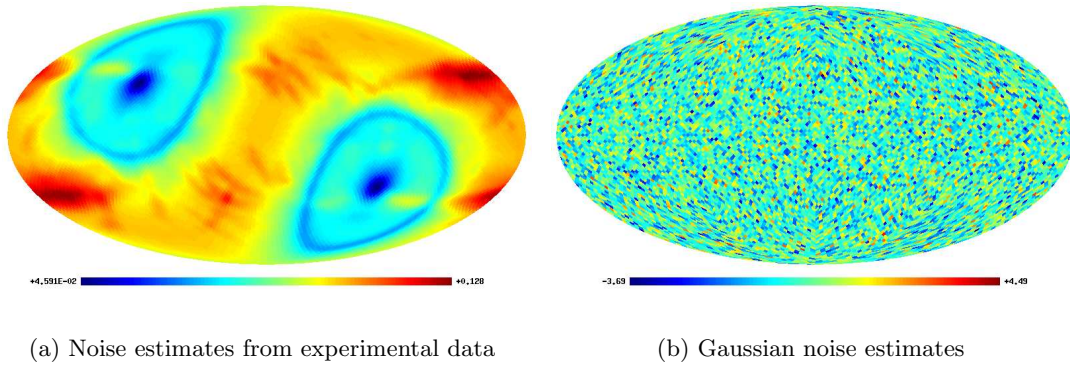 +4,591E-02 +0,128 -3,69 +4,49
(a) Noise estimates from experimental data (b) Gaussian noise estimates